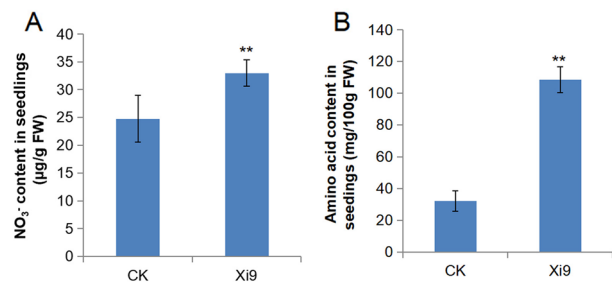 A
NO3- content in seedlings
(µg/g FW)
40
35
30
25
20
15
10
5
0
**
CK
Xi9
B
Amino acid content in
seedings (mg/100g FW)
140
120
100
80
60
40
20
0
**
CK
Xi9